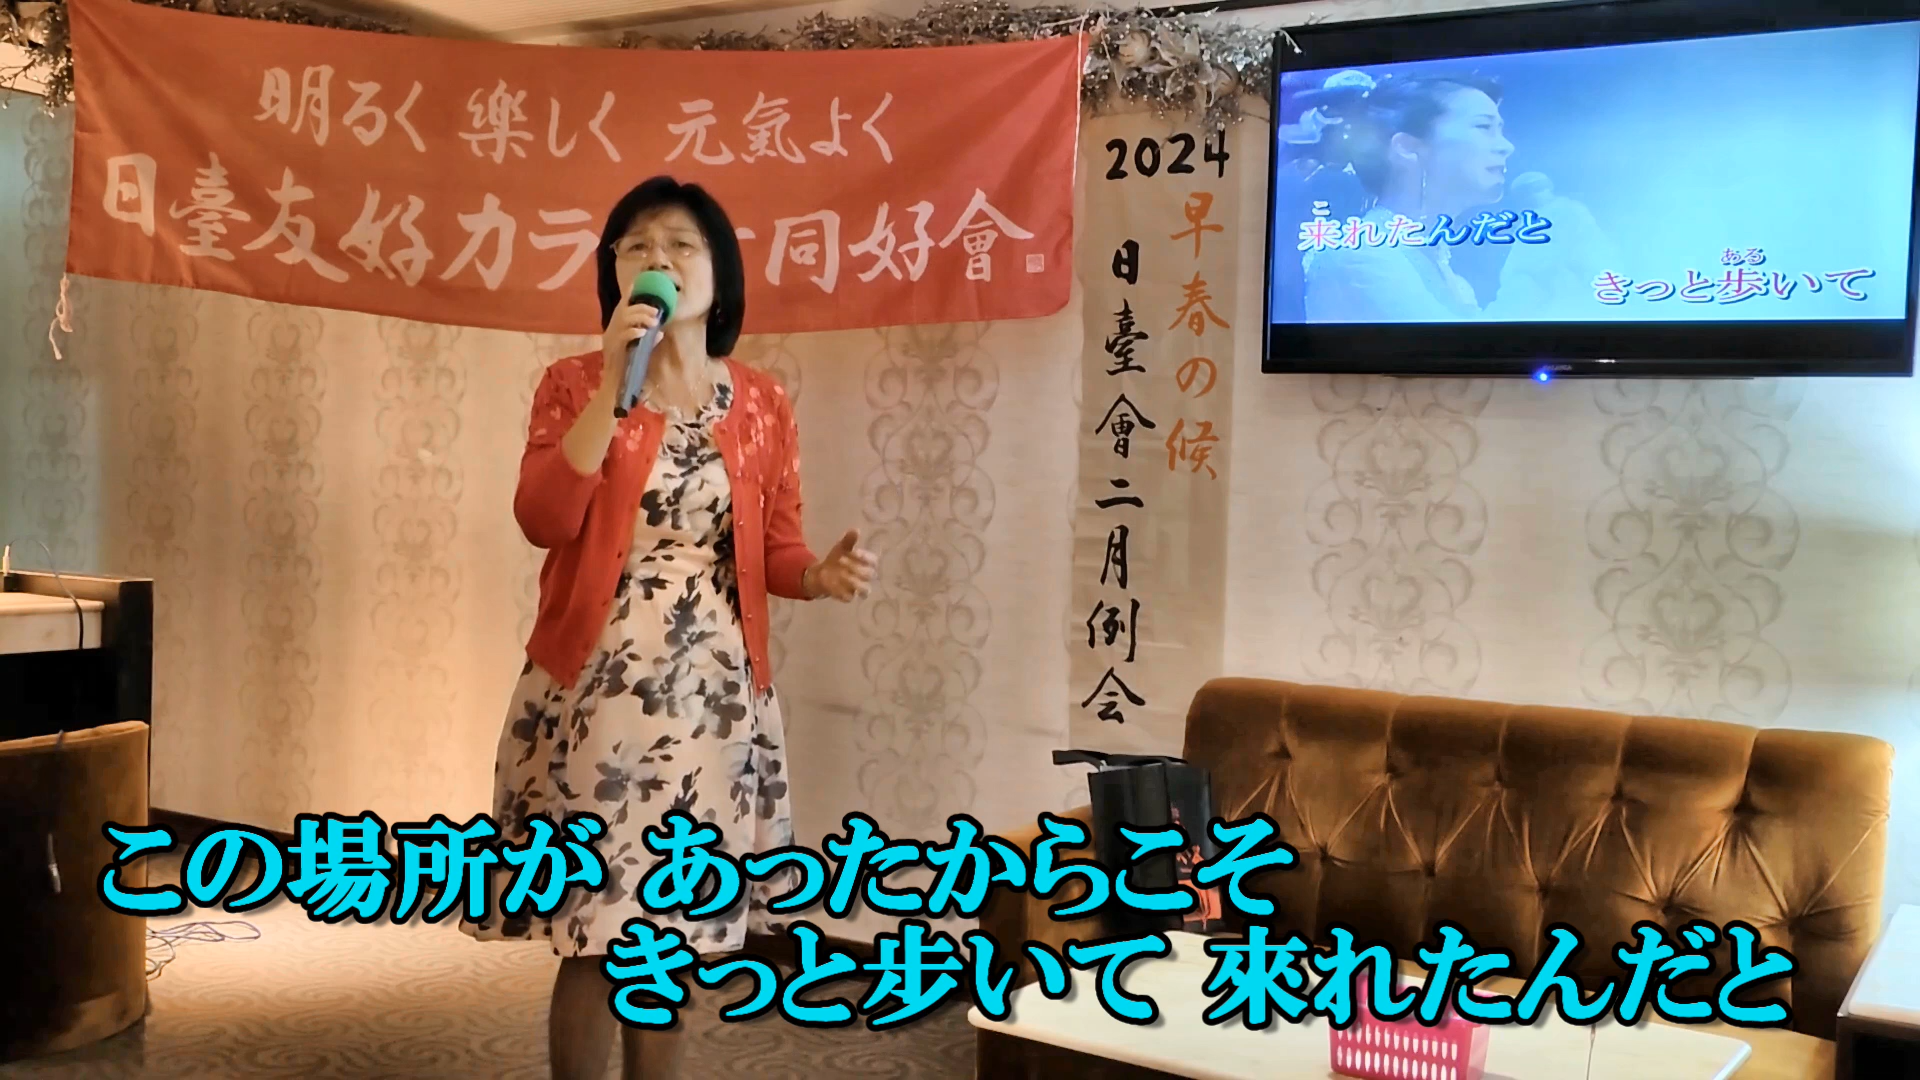 明るく 楽しく 元氣よく
日臺友好カラ 同好會
2024
早春の候
日臺會二月例会
こ
来れたんだと
ある
きっと歩いて
この場所が あったからこそ
きっと歩いて 來れたんだと